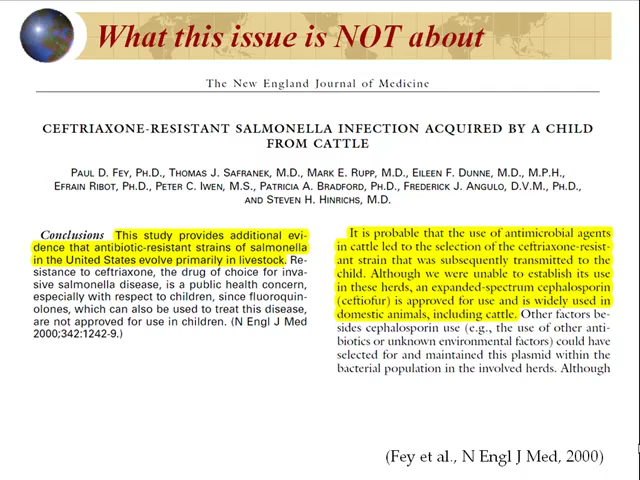 What this issue is NOT about
The New England Journal of Medicine
CEFTRIAXONE-RESISTANT SALMONELLA INFECTION ACQUIRED BY A CHILD
FROM CATTLE
PAUL D. FEY, PH.D., THOMAS J. SAFRANEK, M.D., MARK E. RUPP, M.D., EILEEN F. DUNNE, M.D., M.P.H.,
EFRAIN RIBOT, PH.D., PETER C. IWEN, M.S., PATRICIA A. BRADFORD, PH.D., FREDERICK J. ANGULO, D.V.M., PH.D.,
AND STEVEN H. HINRICHS, M.D.
Conclusions This study provides additional evi-
dence that antibiotic-resistant strains of salmonella
in the United States evolve primarily in livestock. Re-
sistance to ceftriaxone, the drug of choice for inva-
sive salmonella disease, is a public health concern,
especially with respect to children, since fluoroquin-
olones, which can also be used to treat this disease,
are not approved for use in children. (N Engl J Med
2000;342:1242-9.)
It is probable that the use of antimicrobial agents
in cattle led to the selection of the ceftriaxone-resist-
ant strain that was subsequently transmitted to the
child. Although we were unable to establish its use
in these herds, an expanded-spectrum cephalosporin
(ceftiofur) is approved for use and is widely used in
domestic animals, including cattle. Other factors be-
sides cephalosporin use (e.g., the use of other anti-
biotics or unknown environmental factors) could have
selected for and maintained this plasmid within the
bacterial population in the involved herds. Although
(Fey et al., N Engl J Med, 2000)